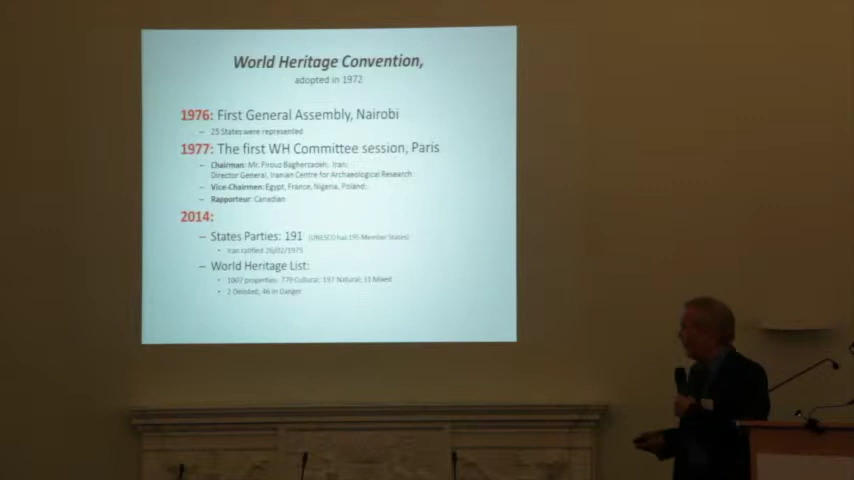 World Heritage Convention,
adopted in 1972
1976: First General Assembly, Nairobi
– 25 States were represented
1977: The first WH Committee session, Paris
– Chairman: Mr. Firouz Bagherzadeh, Iran;
Director General, Iranian Centre for Archaeological Research
– Vice-Chairmen: Egypt, France, Nigeria, Poland;
– Rapporteur: Canadian
2014:
– States Parties: 191 (UNESCO has 195 Member States)
• Iran ratified 26/02/1975
– World Heritage List:
• 1007 properties: 779 Cultural; 197 Natural; 31 Mixed
• 2 Delisted; 46 in Danger